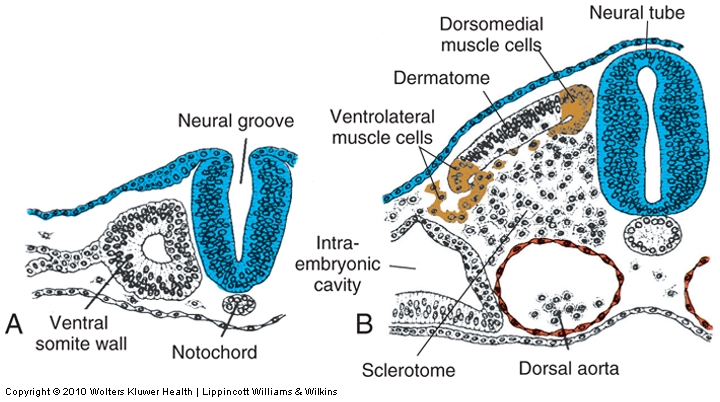 Neural groove
A
Ventral
somite wall
Notochord
Neural tube
Dorsomedial
muscle cells
Dermatome
Ventrolateral
muscle cells
Intra-
embryonic
cavity
B
Sclerotome
Dorsal aorta
Copyright © 2010 Wolters Kluwer Health | Lippincott Williams & Wilkins